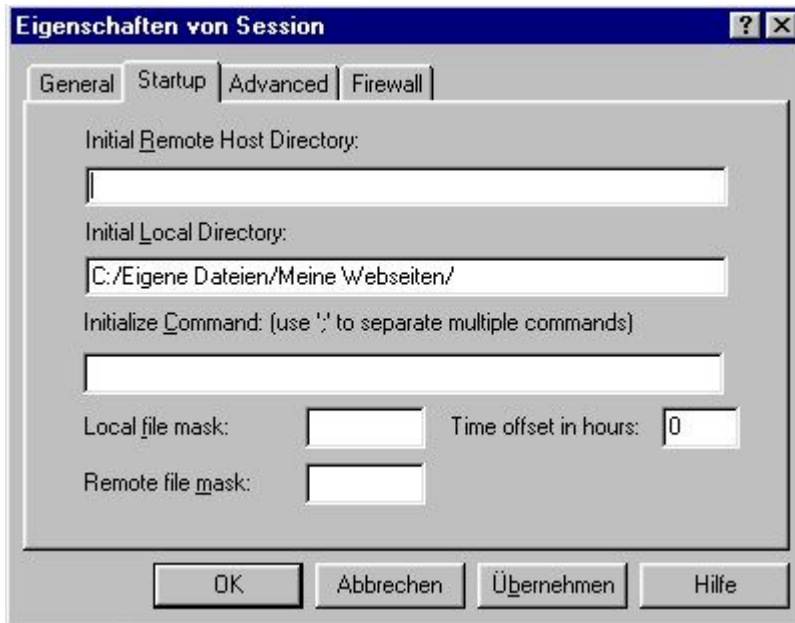 Eigenschaften von Session
General Startup Advanced Firewall
Initial Remote Host Directory:
Initial Local Directory:
C:/Eigene Dateien/Meine Webseiten/
Initialize Command: (use ';' to separate multiple commands)
Local file mask: Time offset in hours: 0
Remote file mask:
OK Abbrechen Übernehmen Hilfe